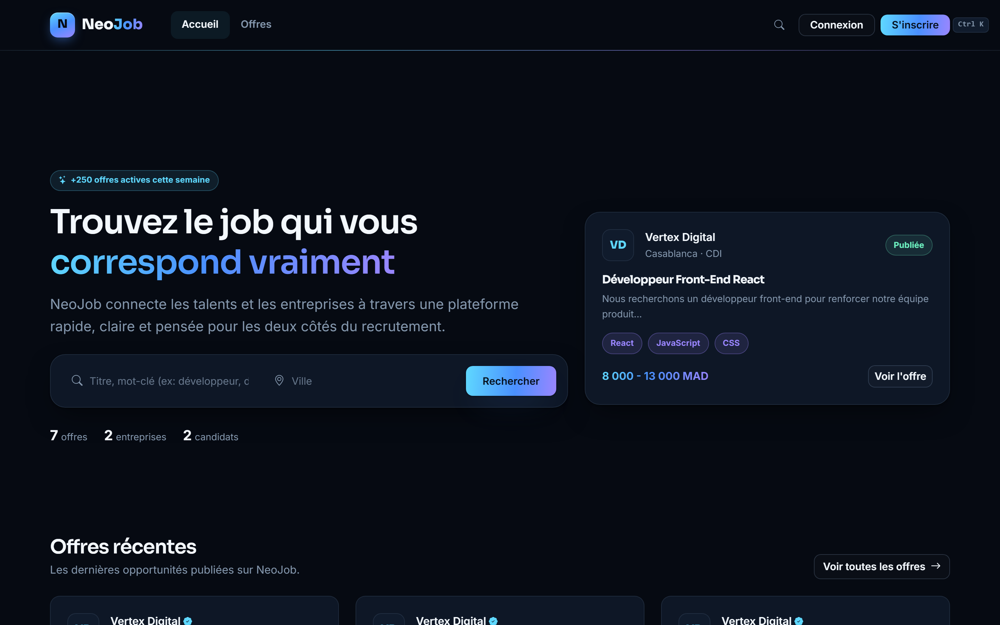 N NeoJob Accueil Offres Connexion S'inscrire Ctrl K
+250 offres actives cette semaine
Trouvez le job qui vous
correspond vraiment
NeoJob connecte les talents et les entreprises à travers une plateforme
rapide, claire et pensée pour les deux côtés du recrutement.
Titre, mot-clé (ex: développeur, d Ville Rechercher
7 offres 2 entreprises 2 candidats
VD Vertex Digital Publiée
Casablanca · CDI
Développeur Front-End React
Nous recherchons un développeur front-end pour renforcer notre équipe
produit...
React JavaScript CSS
8 000 - 13 000 MAD Voir l'offre
Offres récentes
Les dernières opportunités publiées sur NeoJob.
Voir toutes les offres →
Vertex Digital Vertex Digital Vertex Digital